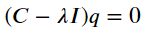 (C − λI)q = 0